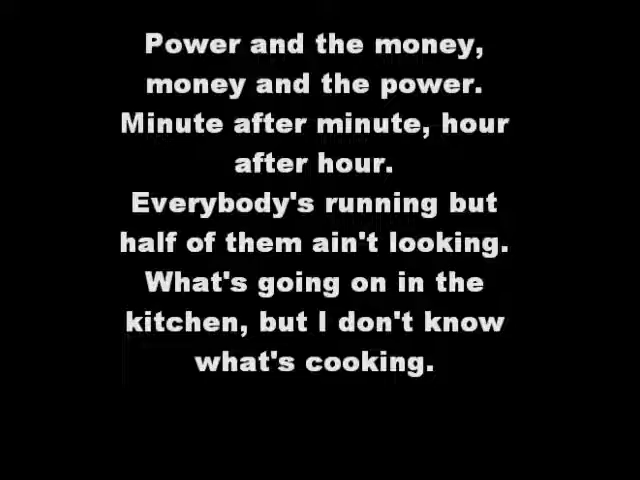 Power and the money,
money and the power.
Minute after minute, hour
after hour.
Everybody's running but
half of them ain't looking.
What's going on in the
kitchen, but I don't know
what's cooking.